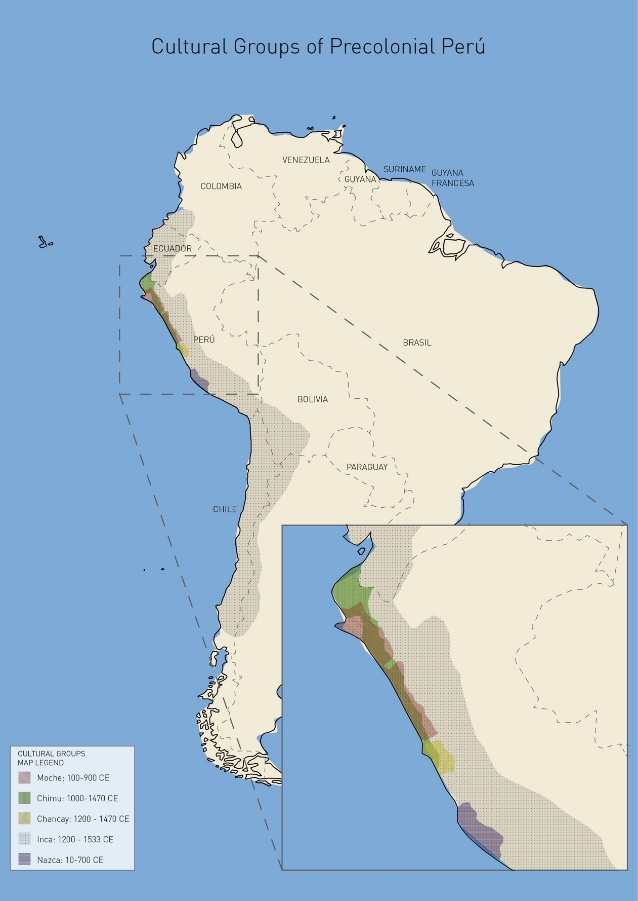 Cultural Groups of Precolonial Perú
VENEZUELA
SURINAME
GUYANA
FRANCESA
GUYANA
COLOMBIA
ECUADOR
PERÚ
BRASIL
BOLIVIA
PARAGUAY
CHILE
CULTURAL GROUPS
MAP LEGEND
Moche: 100-900 CE
Chimu: 1000-1470 CE
Chancay: 1200 - 1470 CE
Inca: 1200 - 1533 CE
Nazca: 10-700 CE